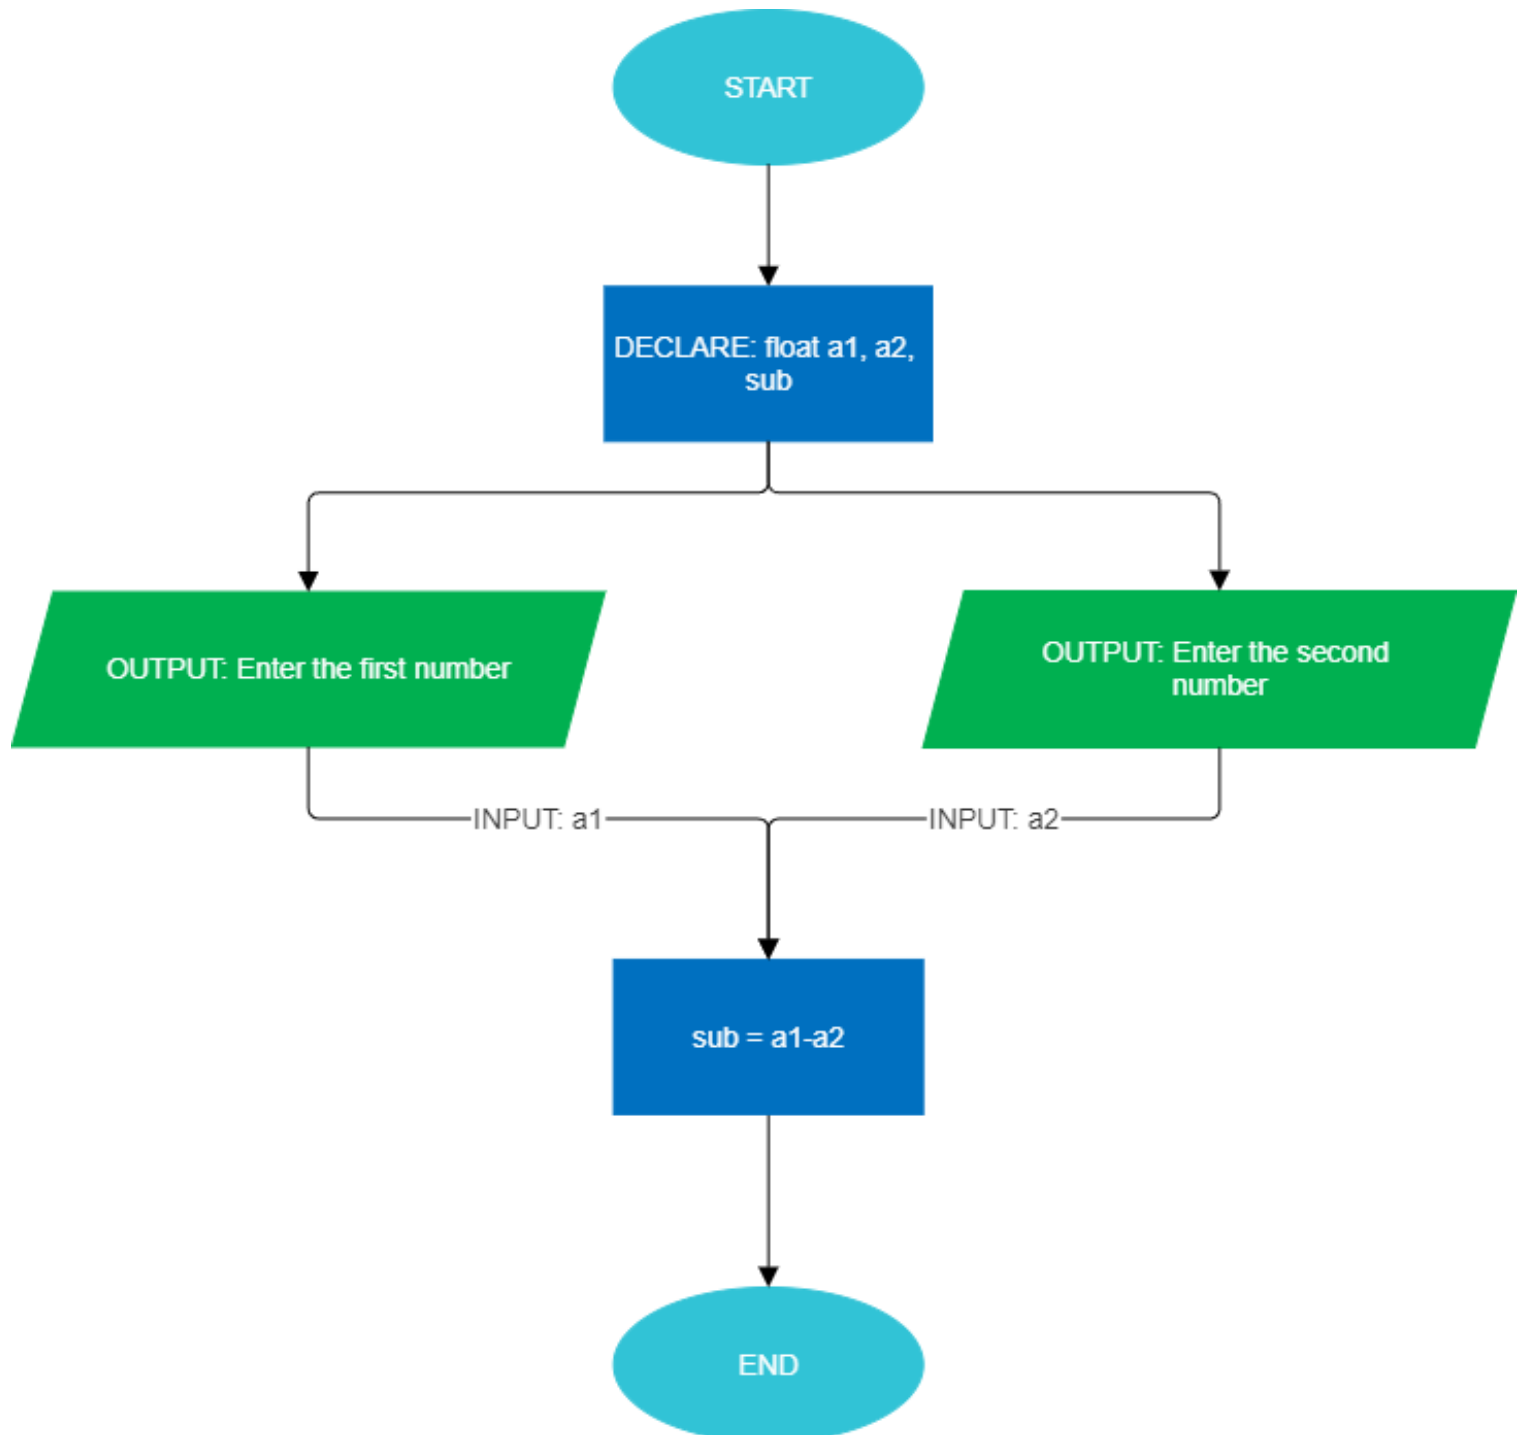 START
DECLARE: float a1, a2,
sub
OUTPUT: Enter the first number
OUTPUT: Enter the second
number
INPUT: a1
INPUT: a2
sub = a1-a2
END